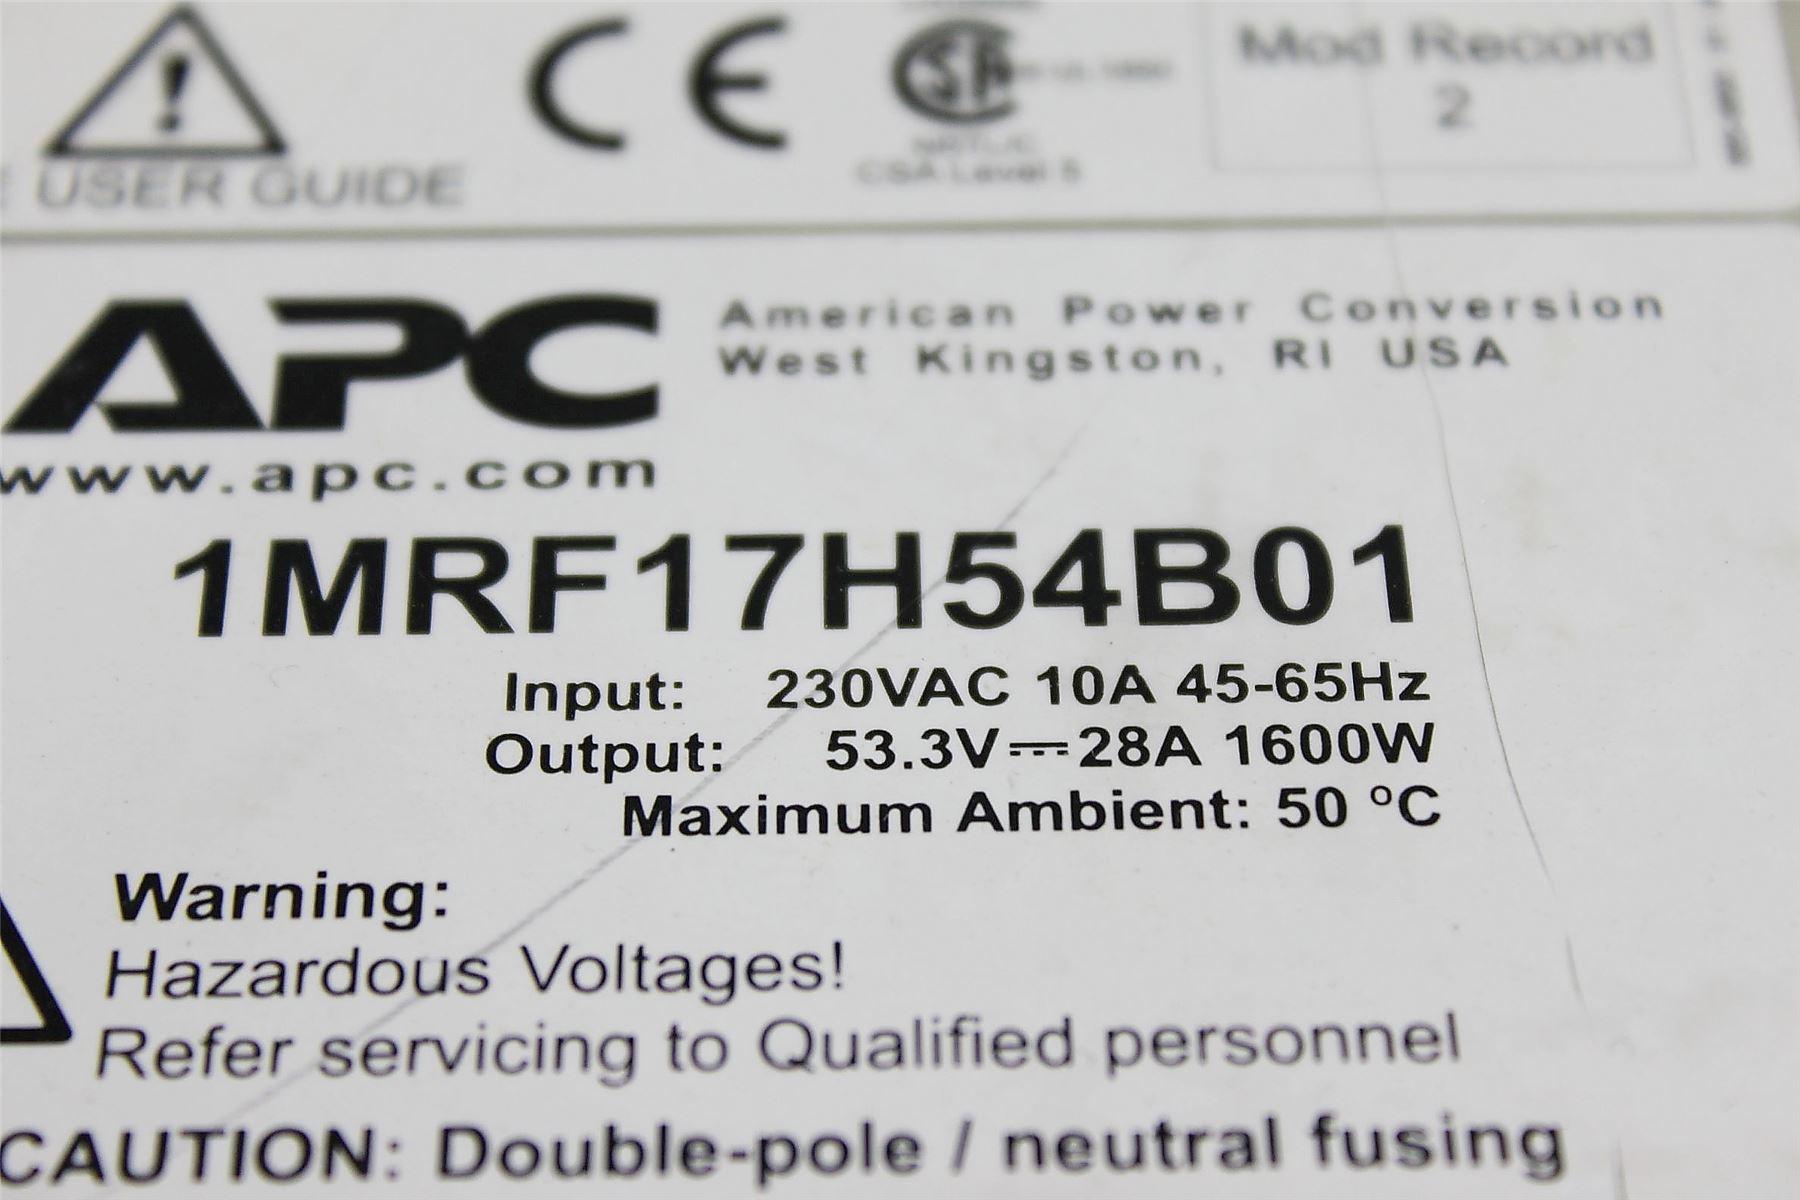 USER GUIDE
CE
CSA Level 5
Mod Record
2
APC
American Power Conversion
West Kingston, RI USA
www.apc.com
1MRF17H54B01
Input: 230VAC 10A 45-65Hz
Output: 53.3V⎓28A 1600W
Maximum Ambient: 50 °C
Warning:
Hazardous Voltages!
Refer servicing to Qualified personnel
CAUTION: Double-pole / neutral fusing